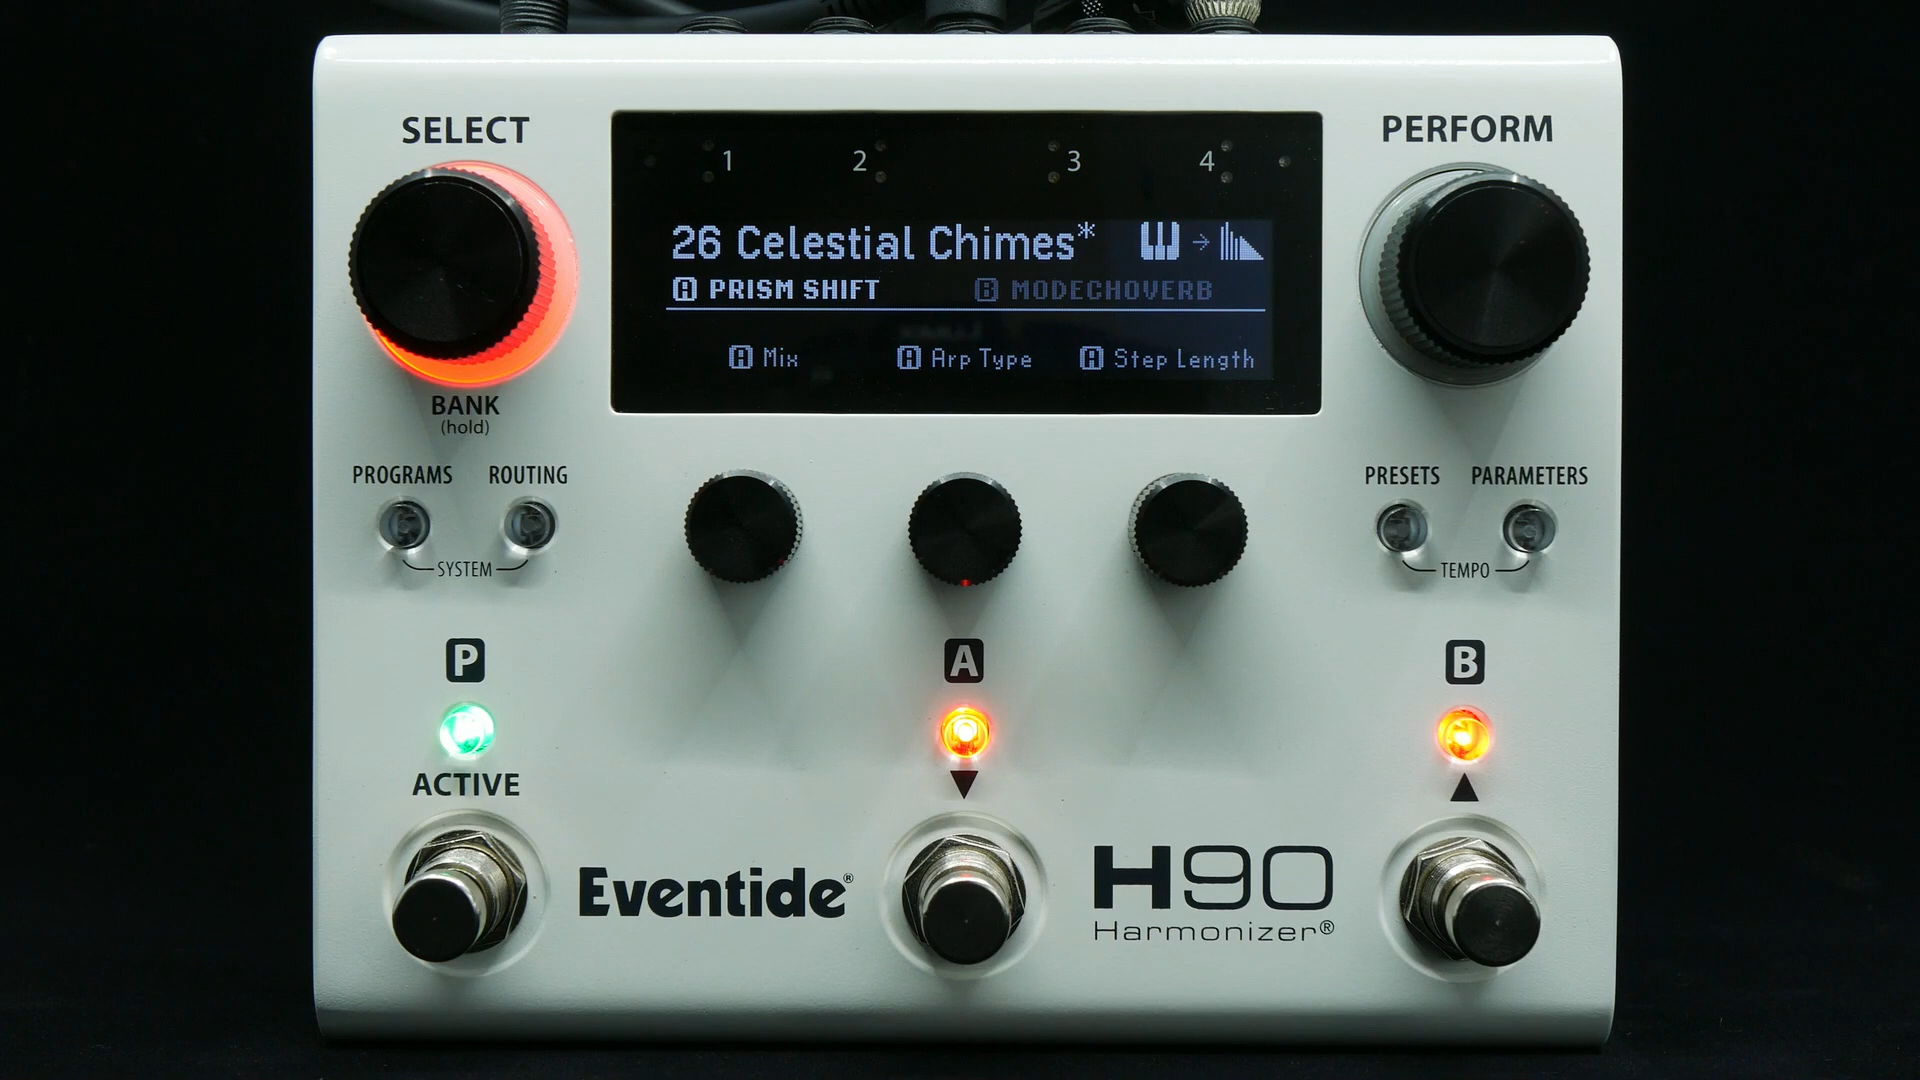 SELECT
PERFORM
1 2 3 4
26 Celestial Chimes*
A PRISM SHIFT B MODECHOVERB
A Mix A Arp Type A Step Length
BANK
(hold)
PROGRAMS ROUTING
SYSTEM
PRESETS PARAMETERS
TEMPO
P A B
ACTIVE
Eventide®
H90
Harmonizer®